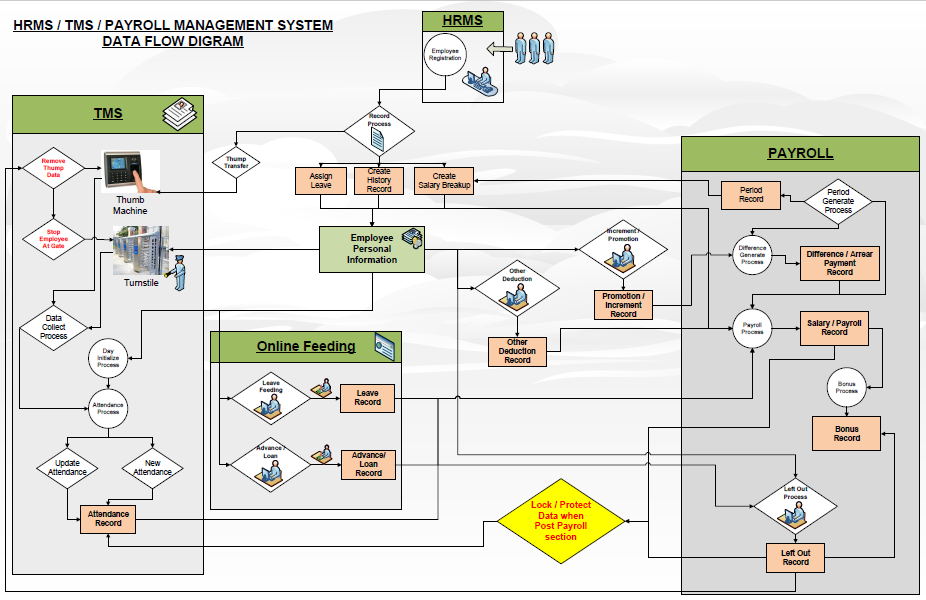 HRMS / TMS / PAYROLL MANAGEMENT SYSTEM
DATA FLOW DIGRAM
HRMS
Employee
Registration
Record
Process
Thump
Transfer
Assign
Leave
Create
History
Record
Create
Salary Breakup
Employee
Personal
Information
TMS
Remove
Thump
Data
Thumb
Machine
Stop
Employee
At Gate
Turnstile
Data
Collect
Process
Day
Initialize
Process
Attendance
Process
Update
Attendance
New
Attendance
Attendance
Record
Online Feeding
Leave
Feeding
Leave
Record
Advance /
Loan
Advance/
Loan
Record
Other
Deduction
Other
Deduction
Record
Increment /
Promotion
Promotion /
Increment
Record
Lock / Protect
Data when
Post Payroll
section
PAYROLL
Period
Record
Period
Generate
Process
Difference
Generate
Process
Difference / Arrear
Payment
Record
Payroll
Process
Salary / Payroll
Record
Bonus
Process
Bonus
Record
Left Out
Process
Left Out
Record